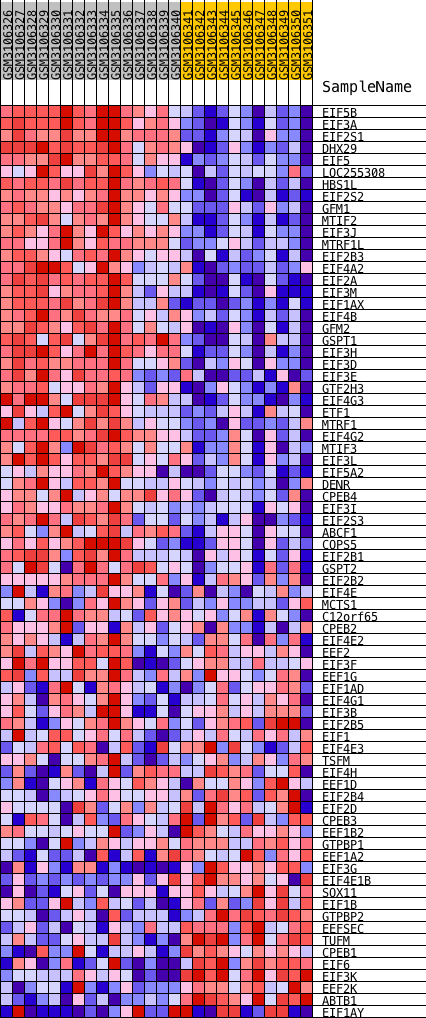 GSM3106326
GSM3106327
GSM3106328
GSM3106329
GSM3106330
GSM3106331
GSM3106332
GSM3106333
GSM3106334
GSM3106335
GSM3106336
GSM3106337
GSM3106338
GSM3106339
GSM3106340
GSM3106341
GSM3106342
GSM3106343
GSM3106344
GSM3106345
GSM3106346
GSM3106347
GSM3106348
GSM3106349
GSM3106350
GSM3106351
SampleName
EIF5B
EIF3A
EIF2S1
DHX29
EIF5
LOC255308
HBS1L
EIF2S2
GFM1
MTIF2
EIF3J
MTRF1L
EIF2B3
EIF4A2
EIF2A
EIF3M
EIF1AX
EIF4B
GFM2
GSPT1
EIF3H
EIF3D
EIF3E
GTF2H3
EIF4G3
ETF1
MTRF1
EIF4G2
MTIF3
EIF3L
EIF5A2
DENR
CPEB4
EIF3I
EIF2S3
ABCF1
COPS5
EIF2B1
GSPT2
EIF2B2
EIF4E
MCTS1
C12orf65
CPEB2
EIF4E2
EEF2
EIF3F
EEF1G
EIF1AD
EIF4G1
EIF3B
EIF2B5
EIF1
EIF4E3
TSFM
EIF4H
EEF1D
EIF2B4
EIF2D
CPEB3
EEF1B2
GTPBP1
EEF1A2
EIF3G
EIF4E1B
SOX11
EIF1B
GTPBP2
EEFSEC
TUFM
CPEB1
EIF6
EIF3K
EEF2K
ABTB1
EIF1AY